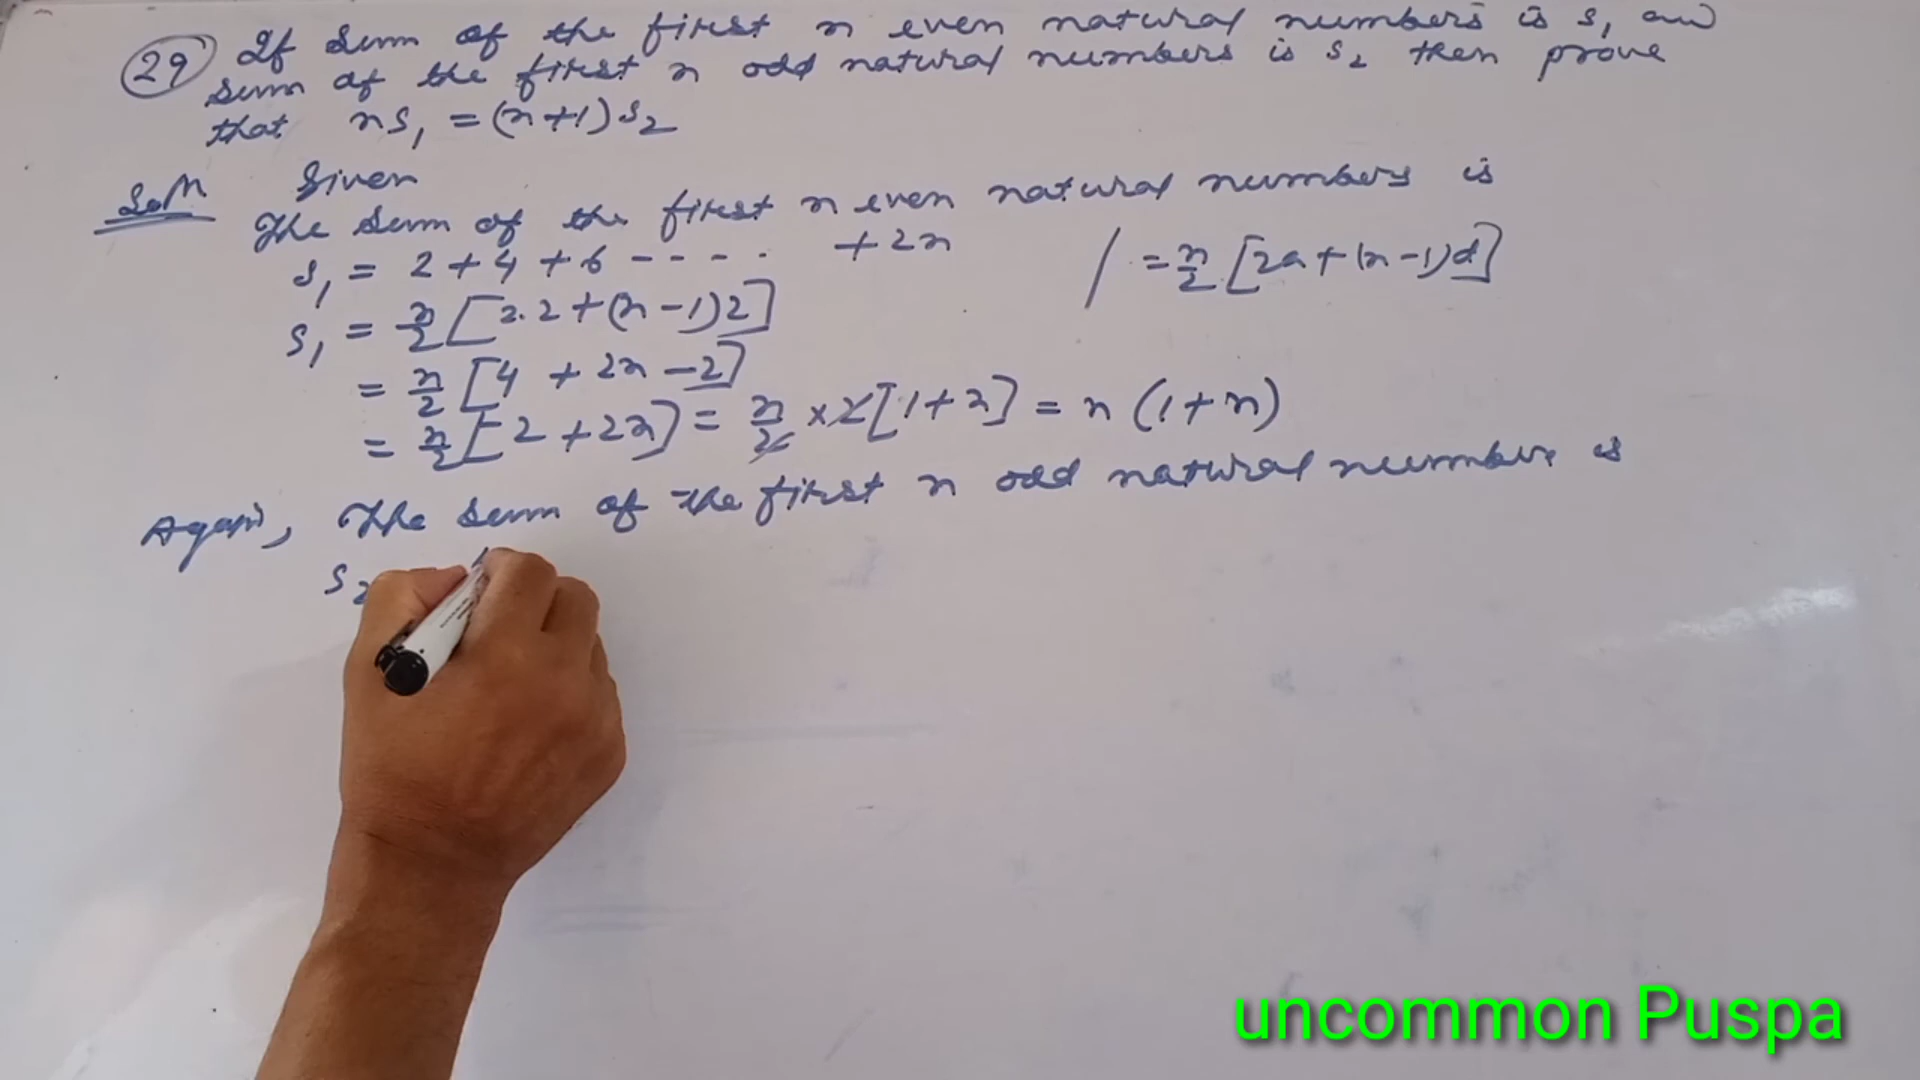 29 If sum of the first n even natural numbers is s₁ and
sum of the first n odd natural numbers is s₂ then prove
that ns₁ = (n+1)s₂
Solⁿ Given
The sum of the first n even natural numbers is
s₁ = 2 + 4 + 6 ---- + 2n / = n/2 [2a + (n-1)d]
s₁ = n/2 [2.2 + (n-1)2]
= n/2 [4 + 2n - 2]
= n/2 [2 + 2n] = n/2 × 2 [1 + n] = n (1+n)
Again, The sum of the first n odd natural numbers is
s₂
uncommon Puspa